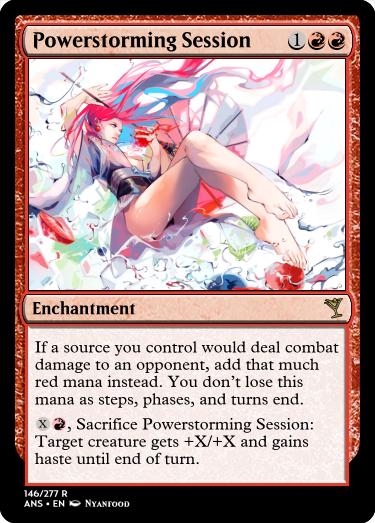 Powerstorming Session 1
If a source you control would deal combat
damage to an opponent, add that much
red mana instead. You don't lose this
mana as steps, phases, and turns end.
X, Sacrifice Powerstorming Session:
Target creature gets +X/+X and gains
haste until end of turn.
Enchantment
146/277 R
ANS • EN Nyanfood